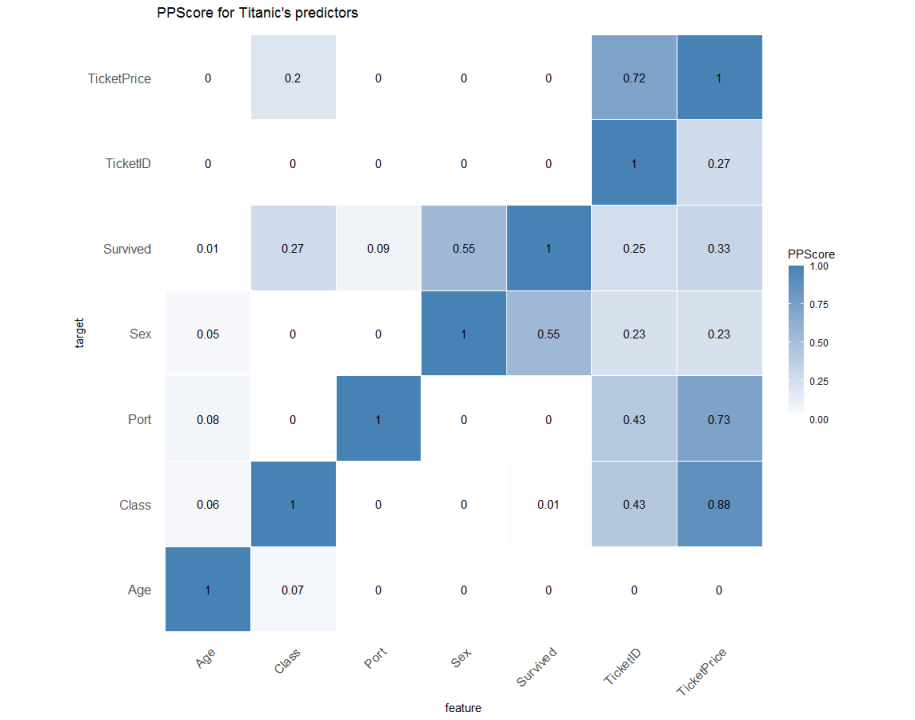 PPScore for Titanic's predictors
TicketPrice 0 0.2 0 0 0 0.72 1
TicketID 0 0 0 0 0 1 0.27
Survived 0.01 0.27 0.09 0.55 1 0.25 0.33
Sex 0.05 0 0 1 0.55 0.23 0.23
Port 0.08 0 1 0 0 0.43 0.73
Class 0.06 1 0 0 0.01 0.43 0.88
Age 1 0.07 0 0 0 0 0
Age Class Port Sex Survived TicketID TicketPrice
feature
target
PPScore
1.00
0.75
0.50
0.25
0.00